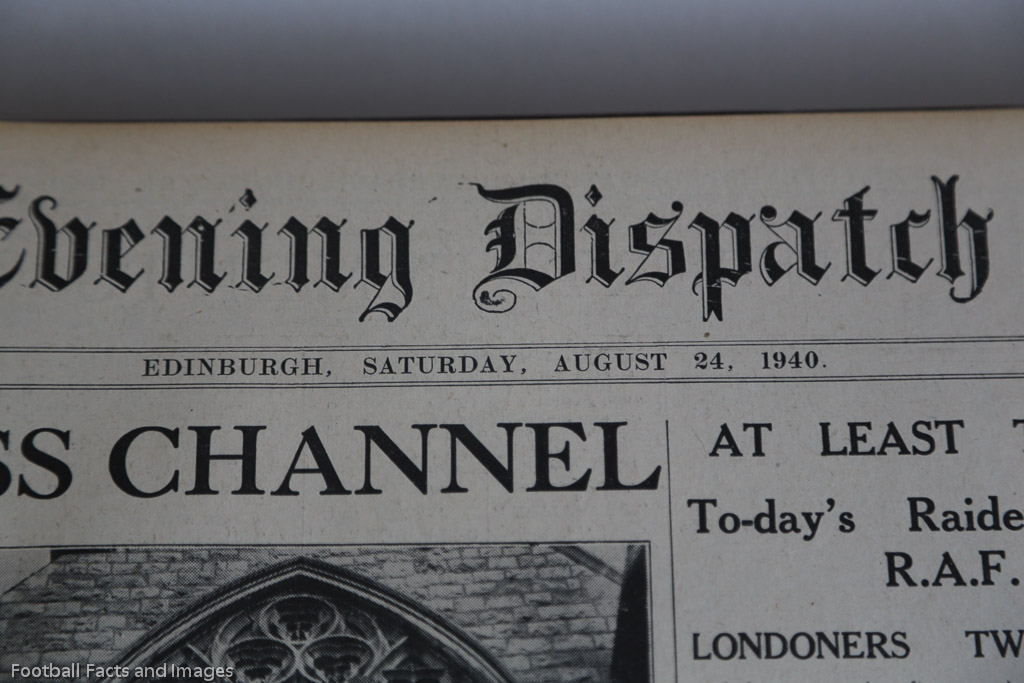 Evening Dispatch
EDINBURGH, SATURDAY, AUGUST 24, 1940.
SS CHANNEL
AT LEAST
To-day's Raide
R.A.F.
LONDONERS TW
Football Facts and Images